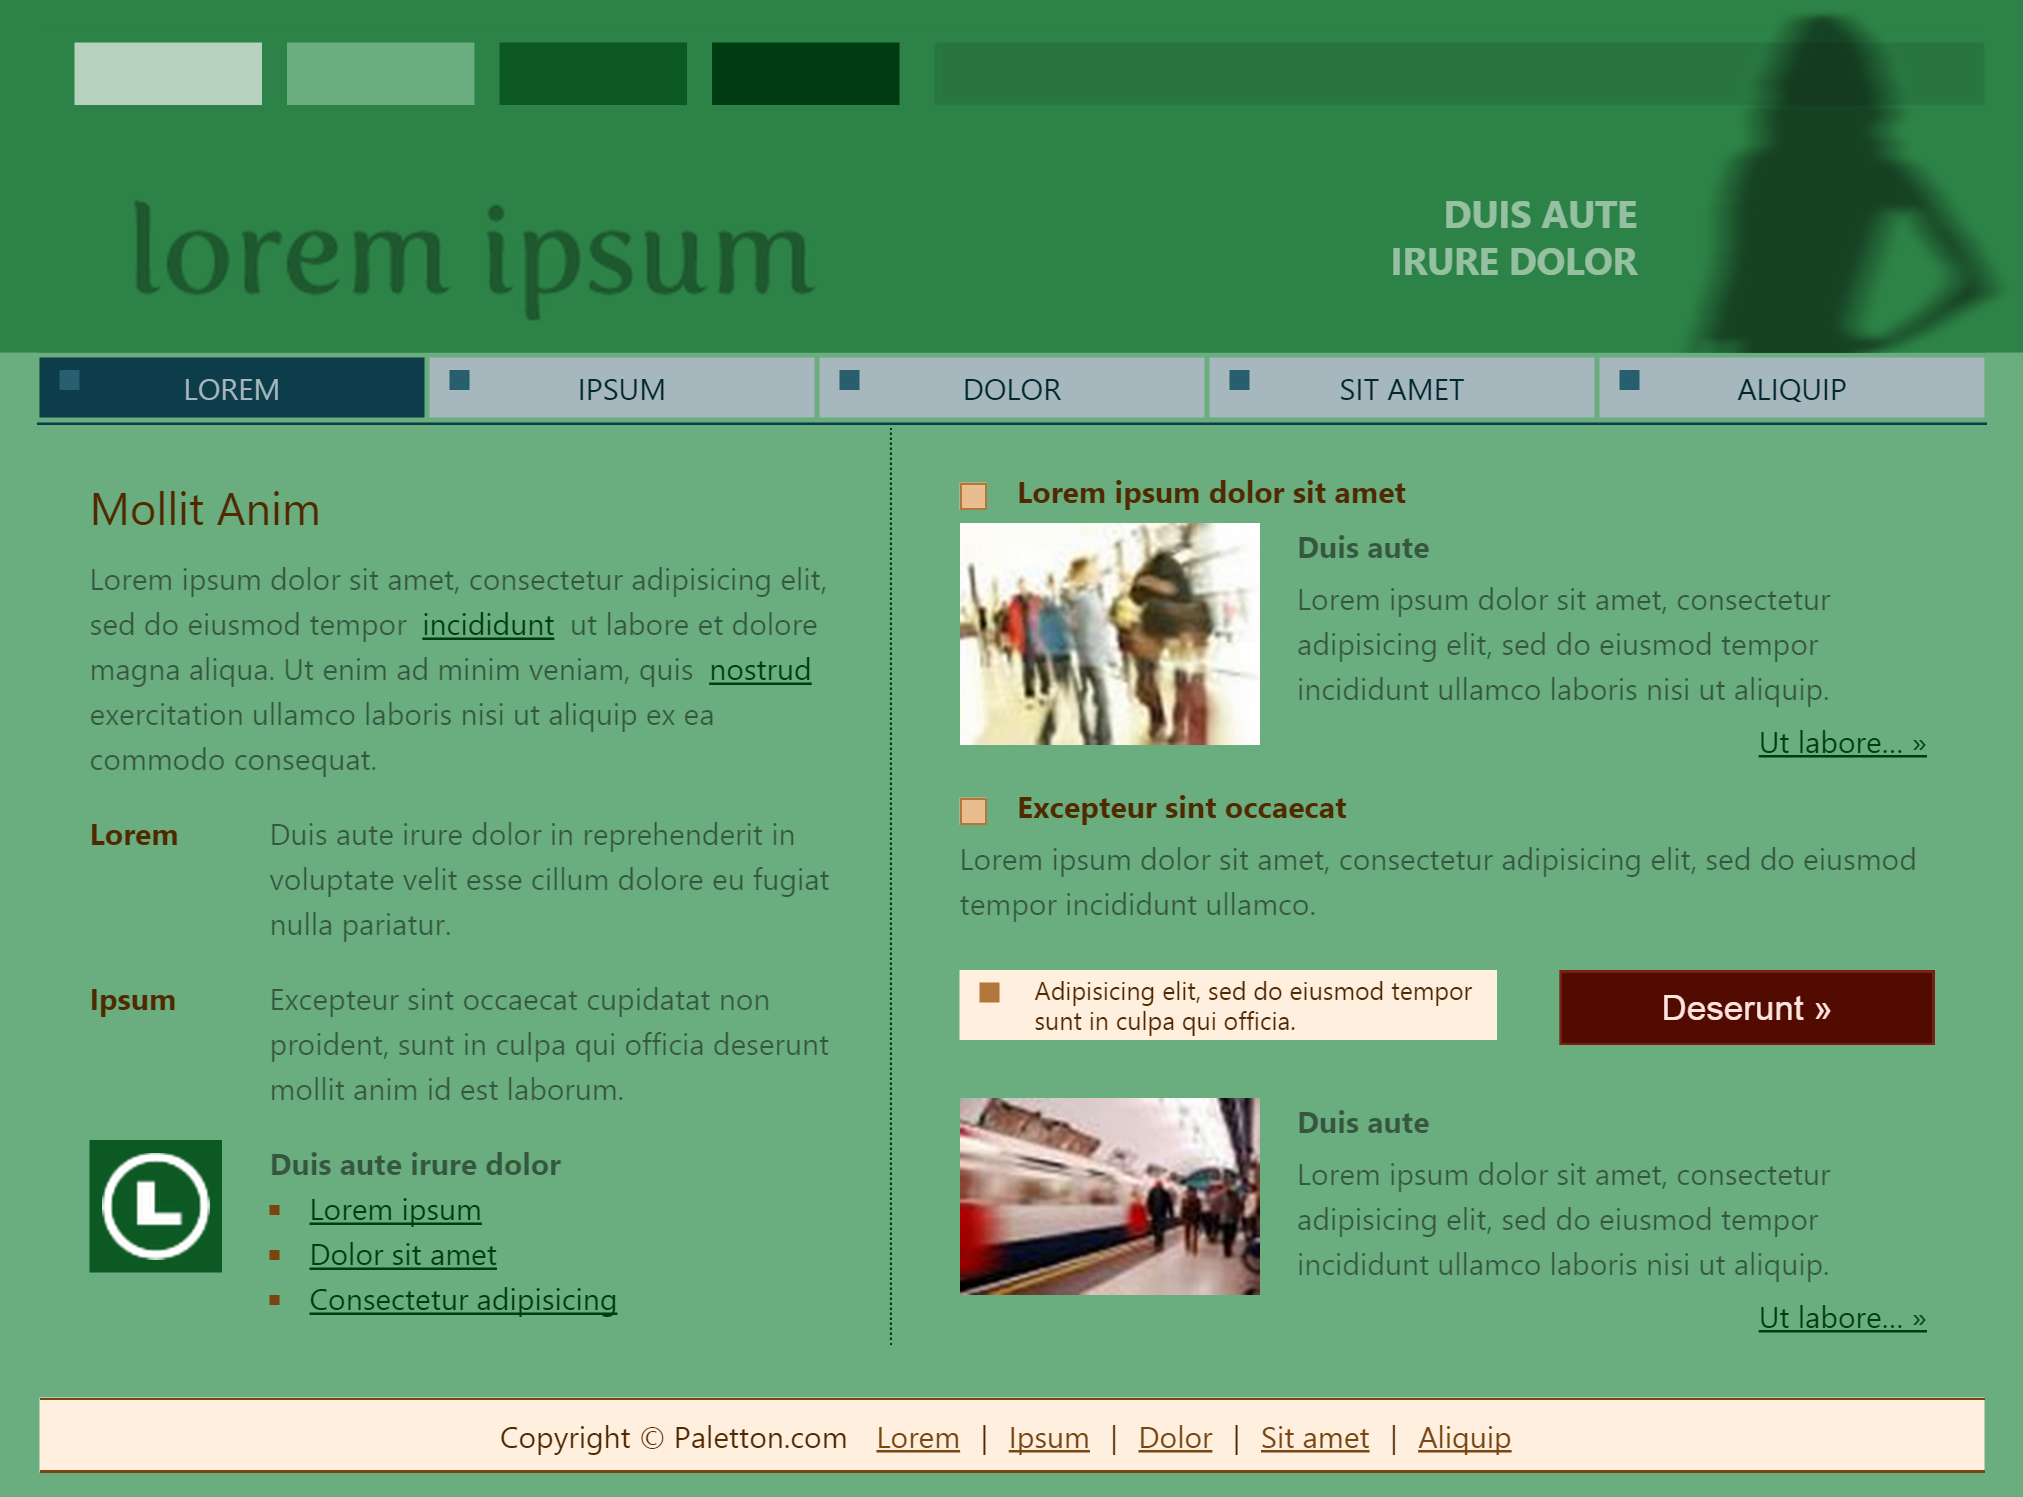 lorem ipsum
DUIS AUTE
IRURE DOLOR
LOREM
IPSUM
DOLOR
SIT AMET
ALIQUIP
Mollit Anim
Lorem ipsum dolor sit amet, consectetur adipisicing elit,
sed do eiusmod tempor incididunt ut labore et dolore
magna aliqua. Ut enim ad minim veniam, quis nostrud
exercitation ullamco laboris nisi ut aliquip ex ea
commodo consequat.
Lorem
Duis aute irure dolor in reprehenderit in
voluptate velit esse cillum dolore eu fugiat
nulla pariatur.
Ipsum
Excepteur sint occaecat cupidatat non
proident, sunt in culpa qui officia deserunt
mollit anim id est laborum.
L
Duis aute irure dolor
Lorem ipsum
Dolor sit amet
Consectetur adipisicing
Lorem ipsum dolor sit amet
Duis aute
Lorem ipsum dolor sit amet, consectetur
adipisicing elit, sed do eiusmod tempor
incididunt ullamco laboris nisi ut aliquip.
Ut labore... »
Excepteur sint occaecat
Lorem ipsum dolor sit amet, consectetur adipisicing elit, sed do eiusmod
tempor incididunt ullamco.
Adipisicing elit, sed do eiusmod tempor
sunt in culpa qui officia.
Deserunt »
Duis aute
Lorem ipsum dolor sit amet, consectetur
adipisicing elit, sed do eiusmod tempor
incididunt ullamco laboris nisi ut aliquip.
Ut labore... »
Copyright © Paletton.com Lorem | Ipsum | Dolor | Sit amet | Aliquip